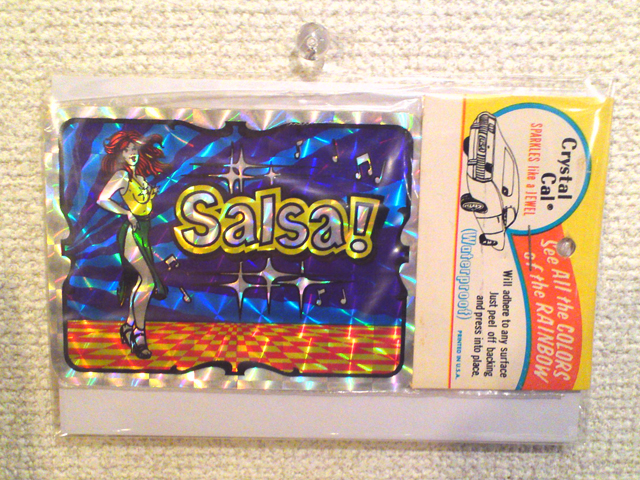 Salsa!
Crystal
Cal®
SPARKLES like a JEWEL
See All the COLORS
of the RAINBOW
Will adhere to any surface
Just peel off backing
and press into place.
(Waterproof)
PRINTED IN U.S.A.